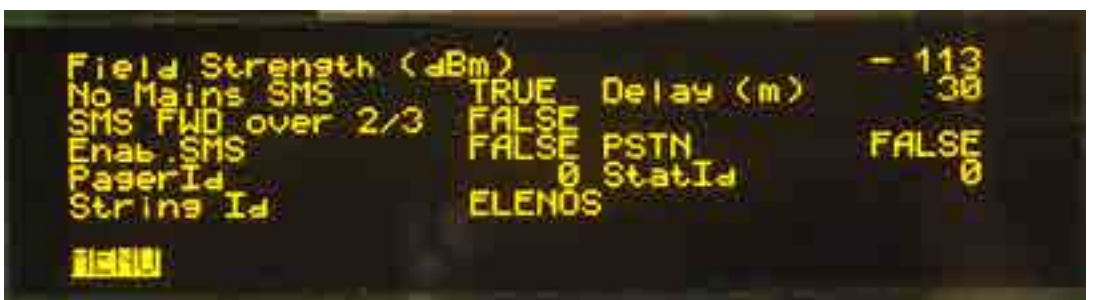 Field Strength (dBm) - 113
No Mains SMS TRUE Delay (m) 30
SMS FWD over 2/3 FALSE
Enab.SMS FALSE PSTN FALSE
PagerId 0 StatId 0
String Id ELENOS
MENU